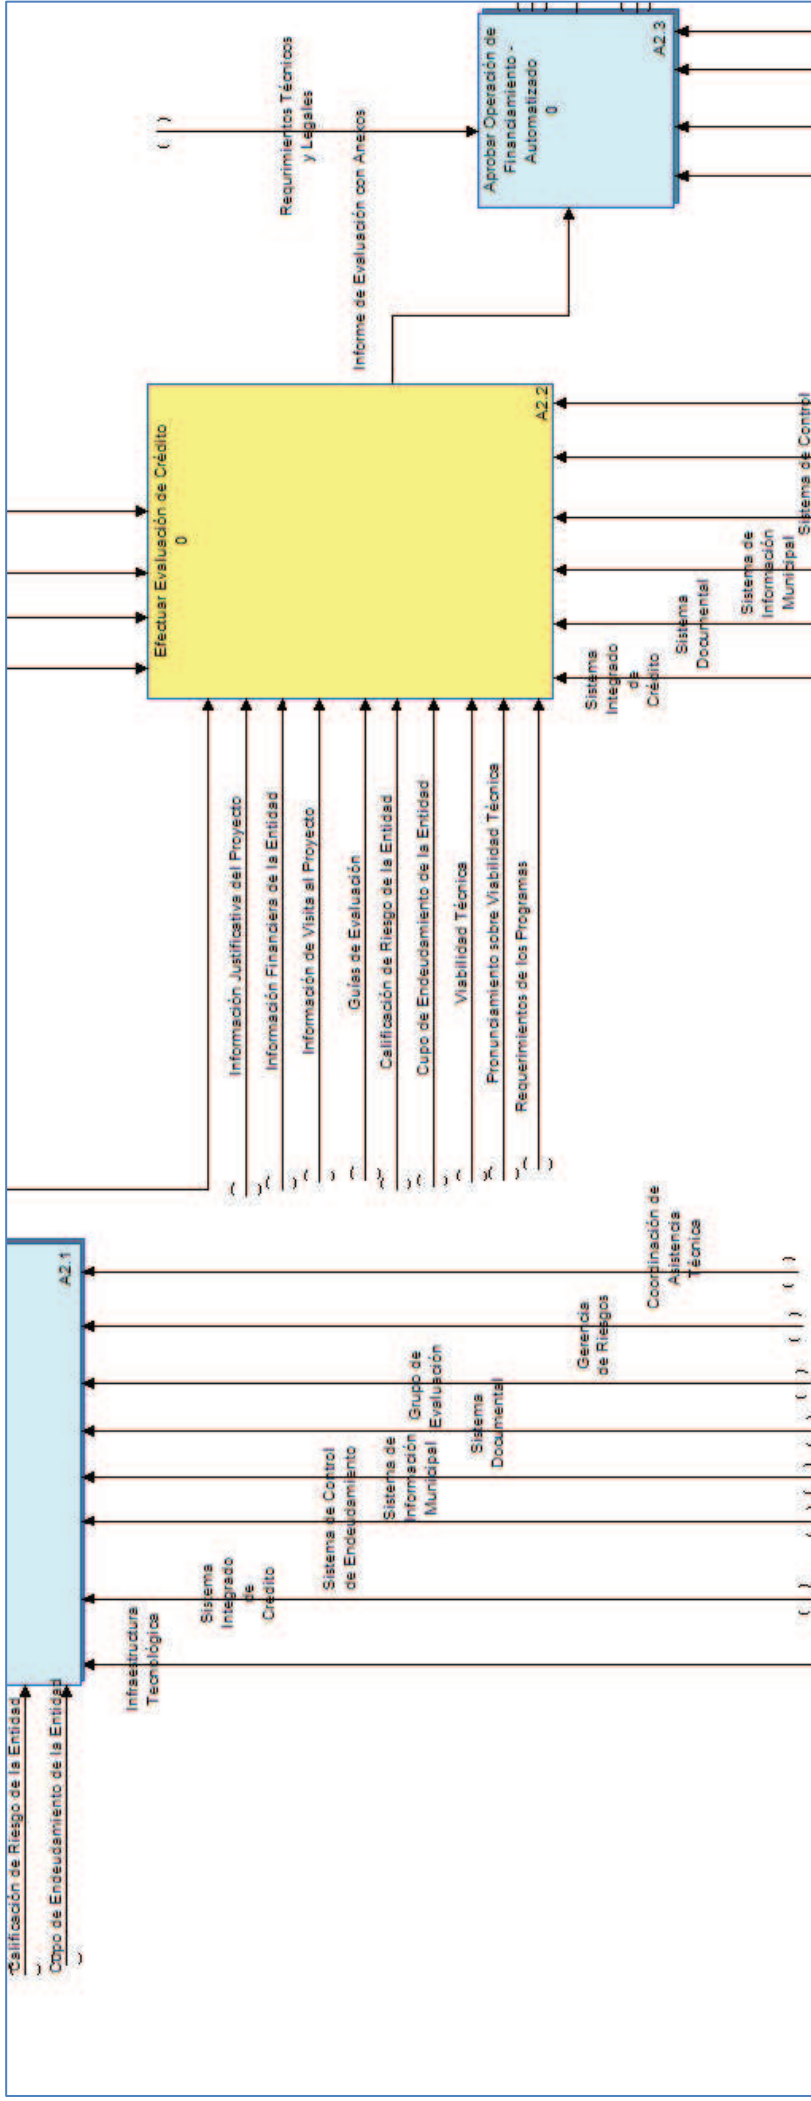 Calificación de Riesgo de la Entidad
Cupo de Endeudamiento de la Entidad
A2.1
Infraestructura
Tecnológica
Sistema
Integrado
de
Crédito
Sistema de Control
de Endeudamiento
Sistema de
Información
Municipal
Grupo de
Evaluación
Sistema
Documental
Gerencia
de Riesgos
Coordinación de
Asistencia
Técnica
Información Justificativa del Proyecto
Información Financiera de la Entidad
Información de Visita al Proyecto
Guías de Evaluación
Calificación de Riesgo de la Entidad
Cupo de Endeudamiento de la Entidad
Viabilidad Técnica
Pronunciamiento sobre Viabilidad Técnica
Requerimientos de los Programas
Efectuar Evaluación de Crédito
0
A2.2
Sistema
Integrado
de
Crédito
Sistema
Documental
Sistema de
Información
Municipal
Sistema de Control
Informe de Evaluación con Anexos
Requrimientos Técnicos
y Legales
Aprobar Operación de
Financiamiento -
Automatizado
0
A2.3